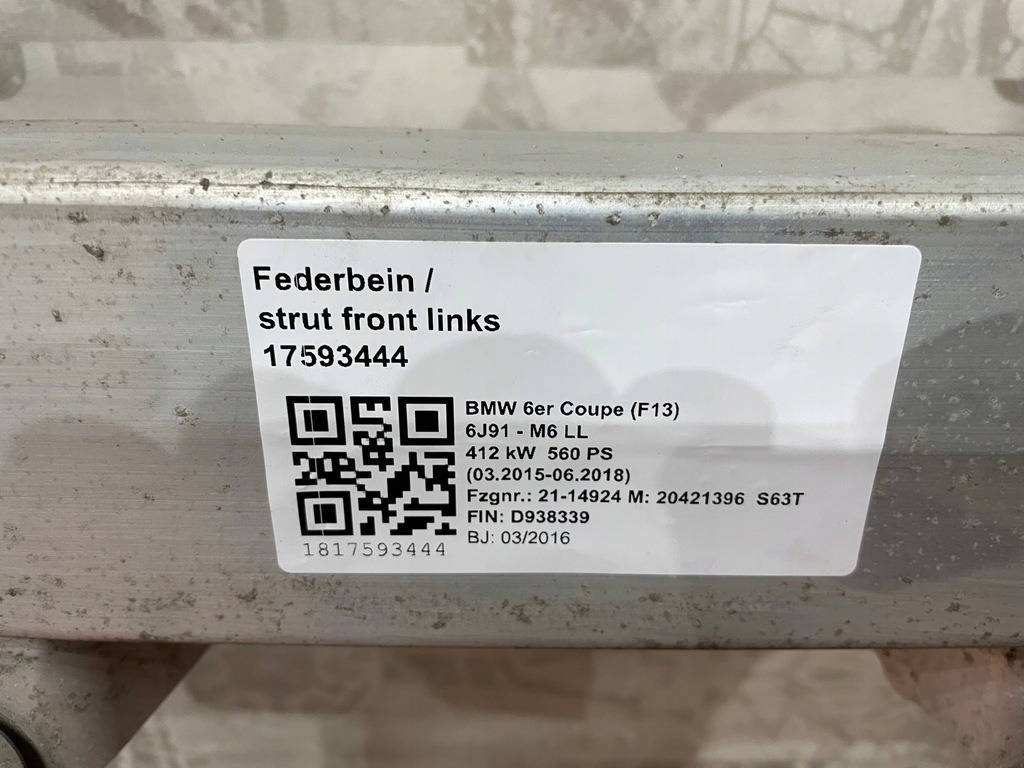 Federbein /
strut front links
17593444
BMW 6er Coupe (F13)
6J91 - M6 LL
412 kW 560 PS
(03.2015-06.2018)
Fzgnr.: 21-14924 M: 20421396 S63T
FIN: D938339
BJ: 03/2016
1817593444